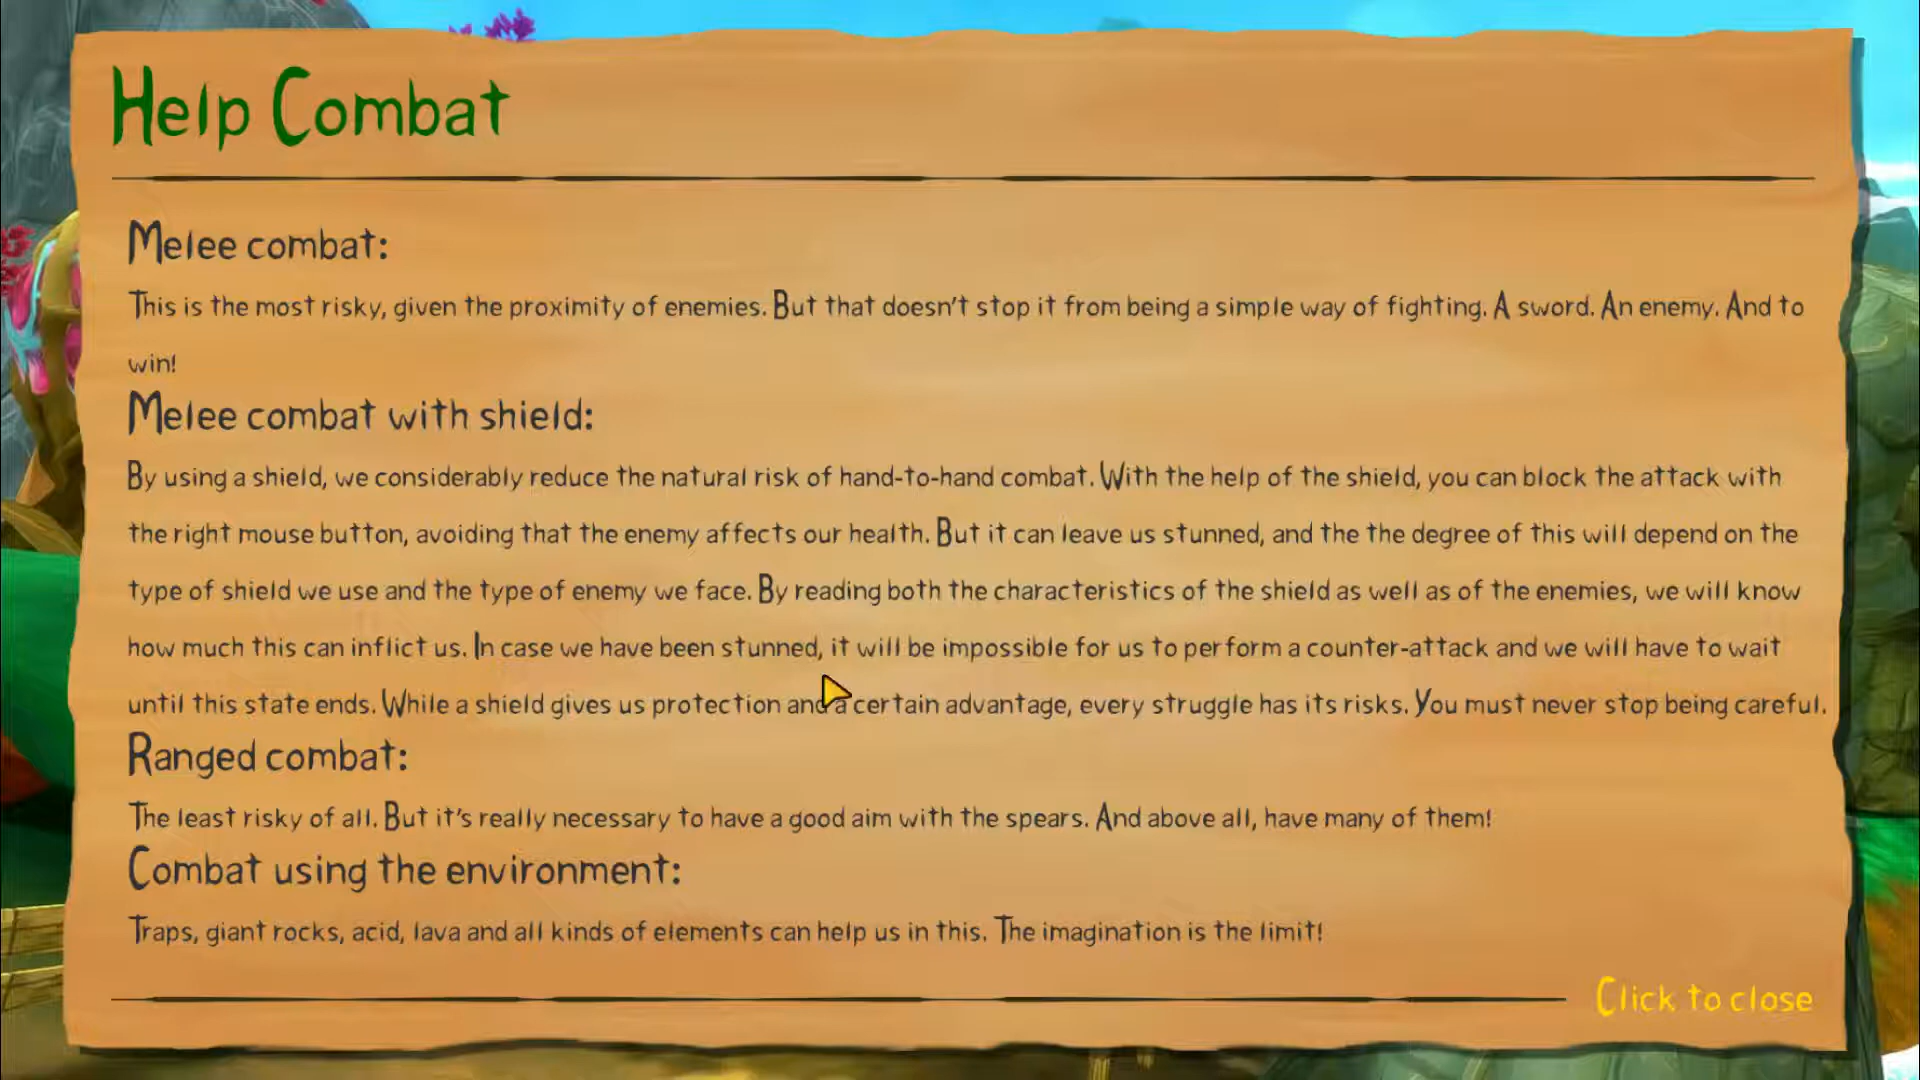 Help Combat
Melee combat:
This is the most risky, given the proximity of enemies. But that doesn't stop it from being a simple way of fighting. A sword. An enemy. And to
win!
Melee combat with shield:
By using a shield, we considerably reduce the natural risk of hand-to-hand combat. With the help of the shield, you can block the attack with
the right mouse button, avoiding that the enemy affects our health. But it can leave us stunned, and the the degree of this will depend on the
type of shield we use and the type of enemy we face. By reading both the characteristics of the shield as well as of the enemies, we will know
how much this can inflict us. In case we have been stunned, it will be impossible for us to perform a counter-attack and we will have to wait
until this state ends. While a shield gives us protection and a certain advantage, every struggle has its risks. You must never stop being careful.
Ranged combat:
The least risky of all. But it's really necessary to have a good aim with the spears. And above all, have many of them!
Combat using the environment:
Traps, giant rocks, acid, lava and all kinds of elements can help us in this. The imagination is the limit!
Click to close